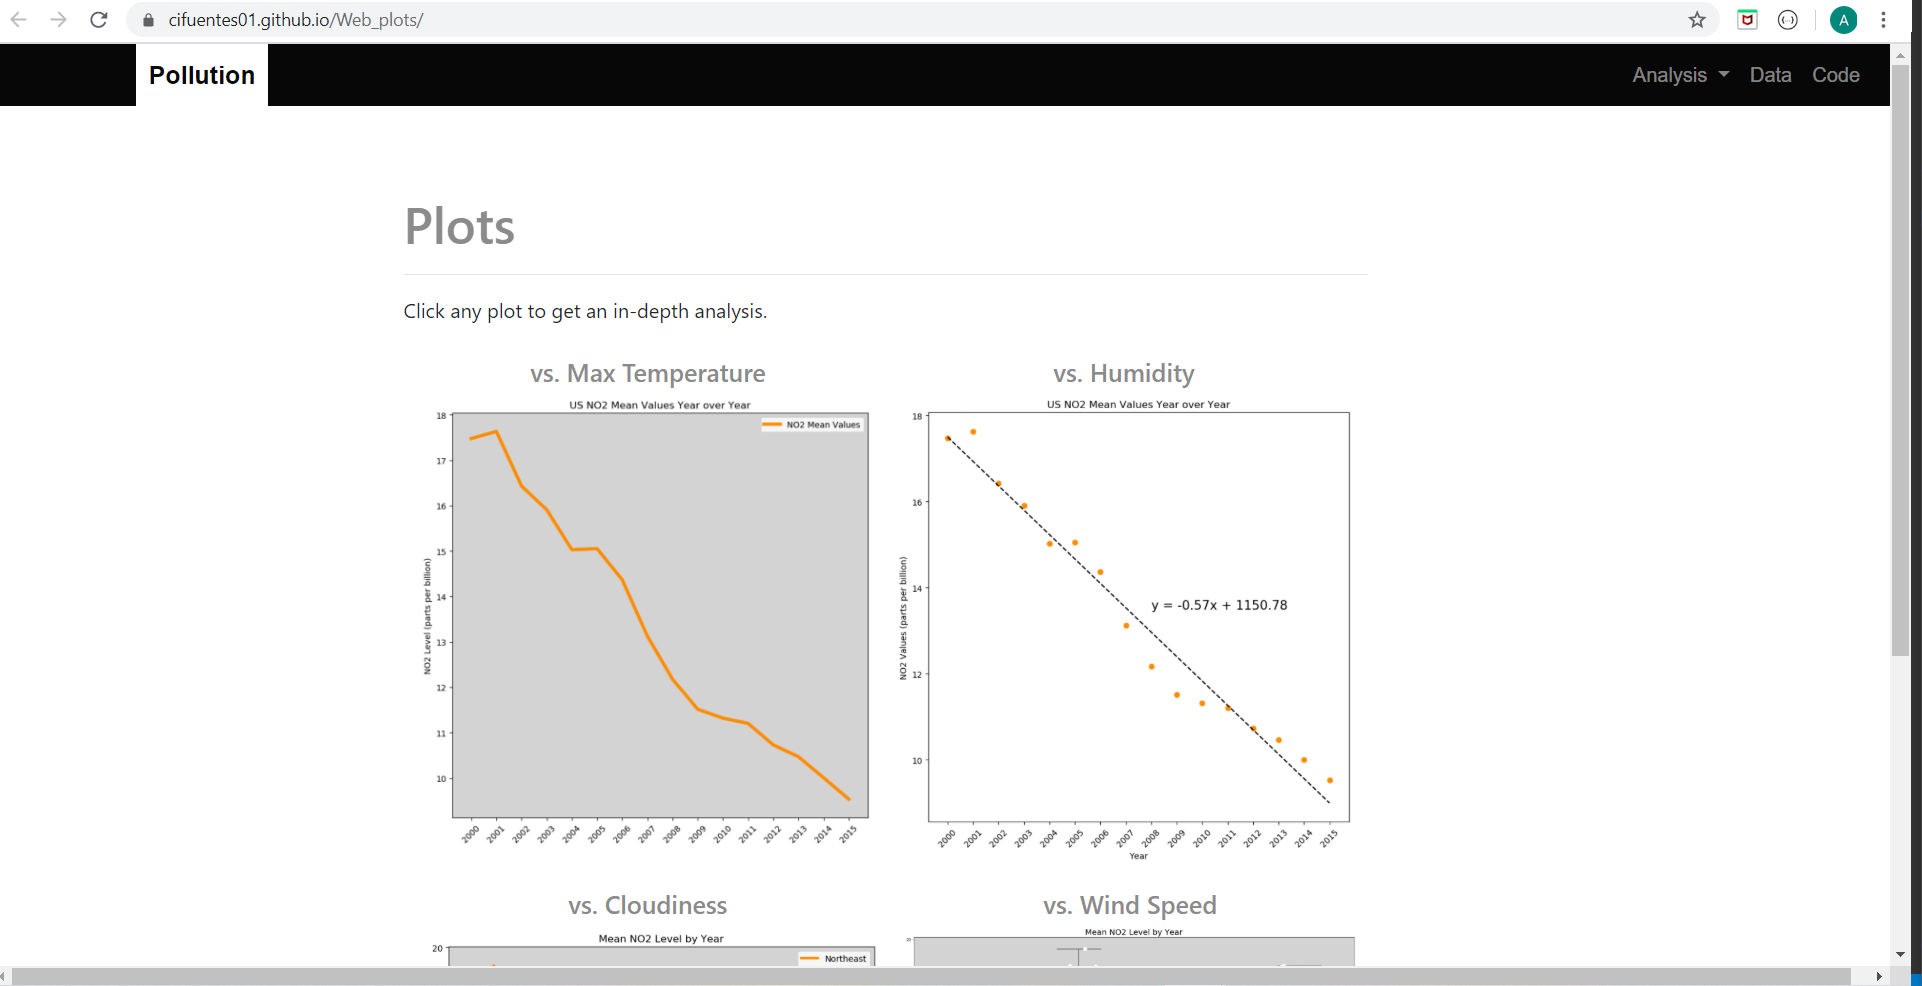 cifuentes01.github.io/Web_plots/
A
Pollution
Analysis Data Code
Plots
Click any plot to get an in-depth analysis.
vs. Max Temperature
US NO2 Mean Values Year over Year
NO2 Mean Values
18
17
16
15
14
13
12
11
10
NO2 Level (parts per billion)
2000 2001 2002 2003 2004 2005 2006 2007 2008 2009 2010 2011 2012 2013 2014 2015
vs. Humidity
US NO2 Mean Values Year over Year
18
16
14
12
10
NO2 Values (parts per billion)
y = -0.57x + 1150.78
2000 2001 2002 2003 2004 2005 2006 2007 2008 2009 2010 2011 2012 2013 2014 2015
Year
vs. Cloudiness
Mean NO2 Level by Year
20
Northeast
vs. Wind Speed
Mean NO2 Level by Year